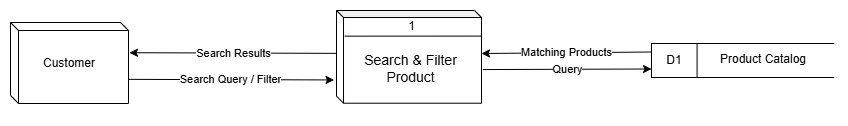 1
Customer
Search Results
Search Query / Filter
Search & Filter
Product
Matching Products
Query
D1
Product Catalog